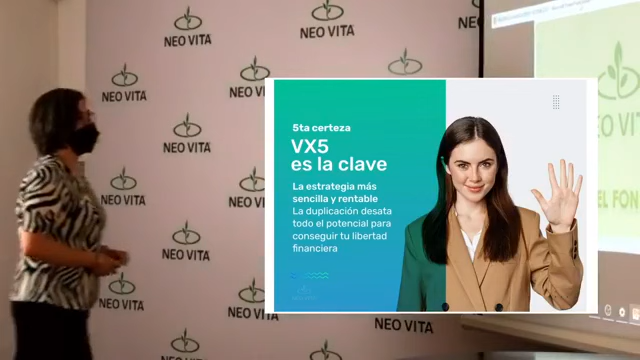 NEO VITA
NEO VITA
NEO VITA
NEO VITA
NEO VITA
NEO VITA
NEO VITA
NEO VITA
5ta certeza
VX5
es la clave
La estrategia más
sencilla y rentable
La duplicación desata
todo el potencial para
conseguir tu libertad
financiera
NEO VITA
NEO VITA